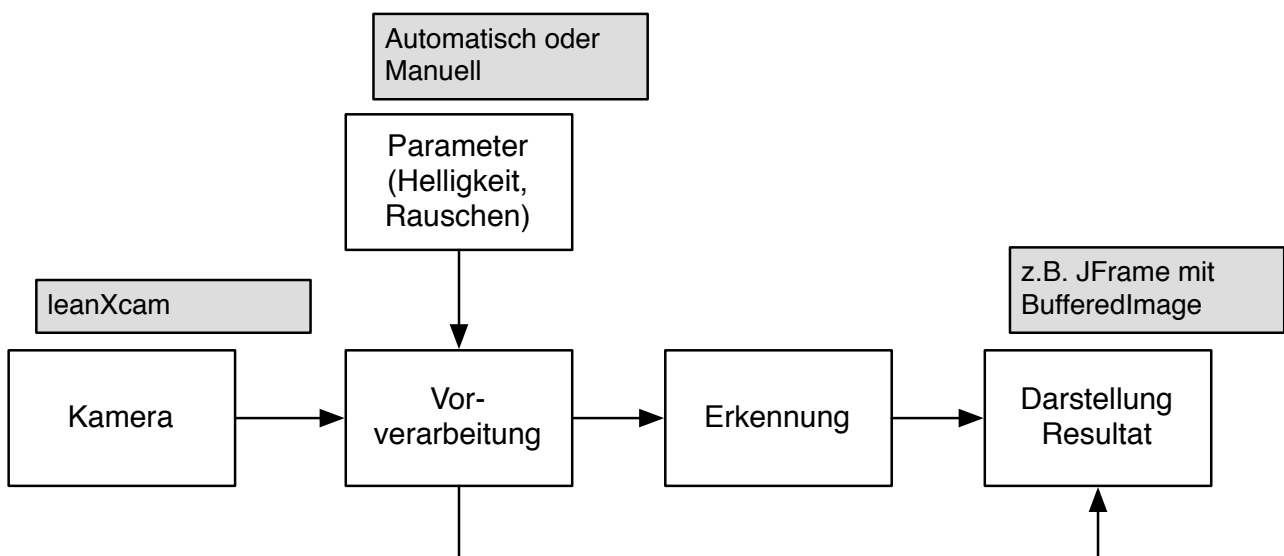 Automatisch oder
Manuell
Parameter
(Helligkeit,
Rauschen)
z.B. JFrame mit
BufferedImage
leanXcam
Kamera
Vor-
verarbeitung
Erkennung
Darstellung
Resultat